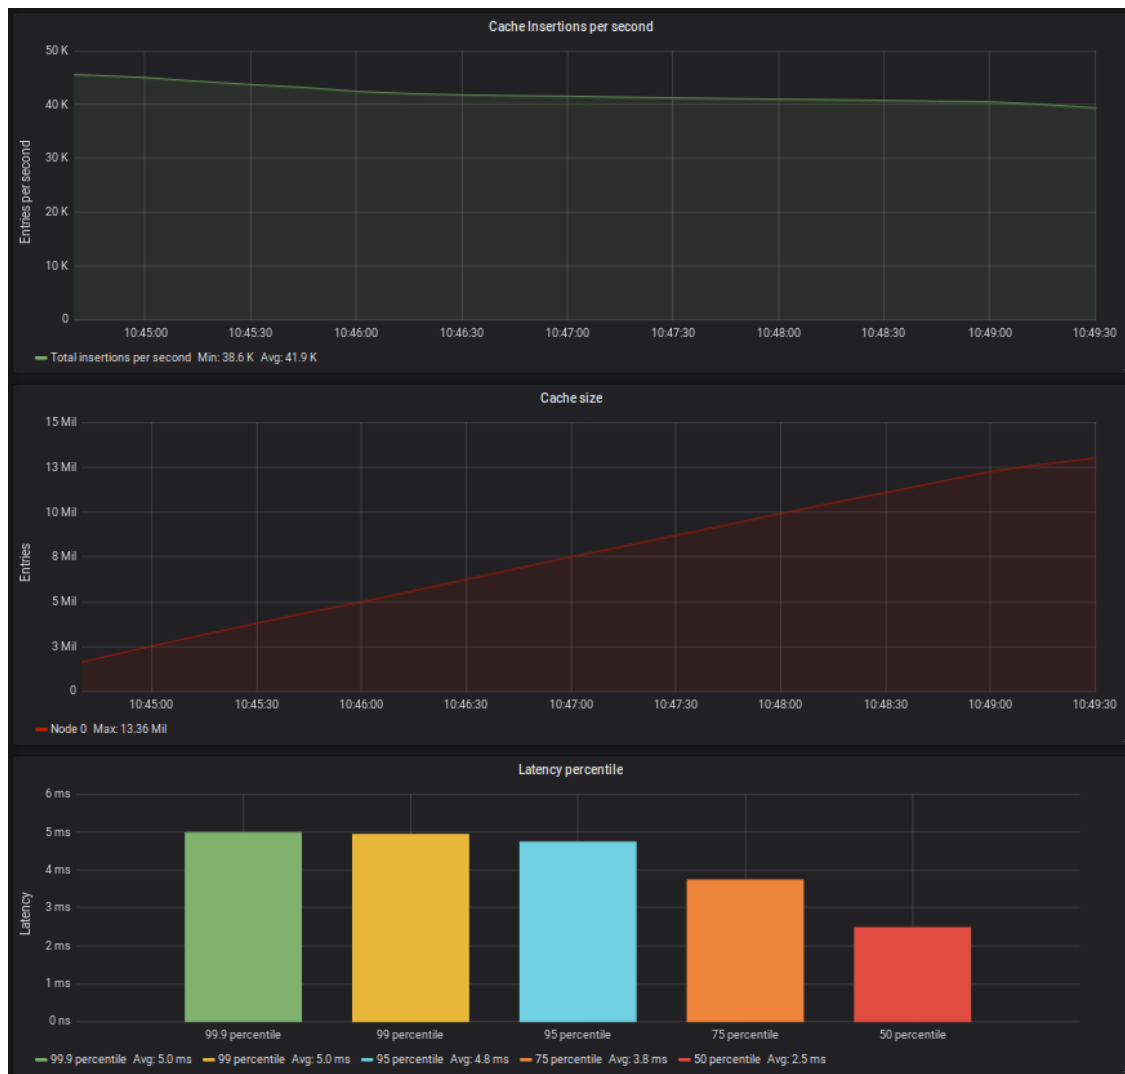 Cache Insertions per second
50 K
40 K
30 K
20 K
10 K
0
Entries per second
10:45:00 10:45:30 10:46:00 10:46:30 10:47:00 10:47:30 10:48:00 10:48:30 10:49:00 10:49:30
Total insertions per second Min: 38.6 K Avg: 41.9 K
Cache size
15 Mil
13 Mil
10 Mil
8 Mil
5 Mil
3 Mil
0
Entries
10:45:00 10:45:30 10:46:00 10:46:30 10:47:00 10:47:30 10:48:00 10:48:30 10:49:00 10:49:30
Node 0 Max: 13.36 Mil
Latency percentile
6 ms
5 ms
4 ms
3 ms
2 ms
1 ms
0 ns
Latency
99.9 percentile 99 percentile 95 percentile 75 percentile 50 percentile
99.9 percentile Avg: 5.0 ms 99 percentile Avg: 5.0 ms 95 percentile Avg: 4.8 ms 75 percentile Avg: 3.8 ms 50 percentile Avg: 2.5 ms